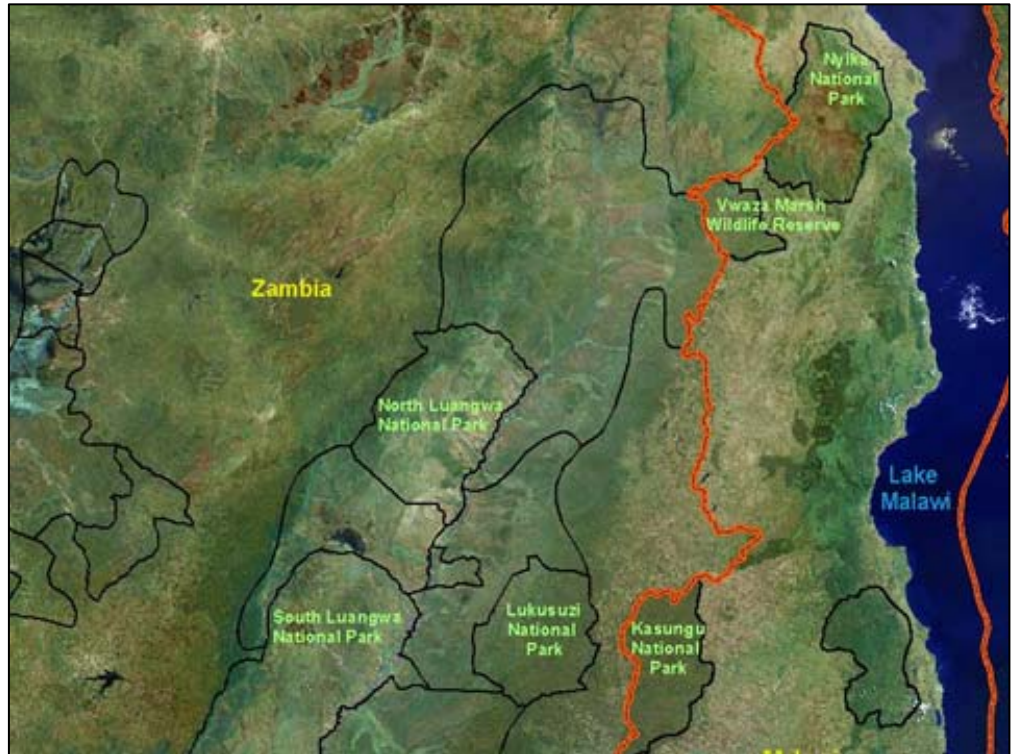 Nyika
National
Park
Vwaza Marsh
Wildlife Reserve
Zambia
North Luangwa
National Park
Lake
Malawi
South Luangwa
National Park
Lukusuzi
National
Park
Kasungu
National
Park